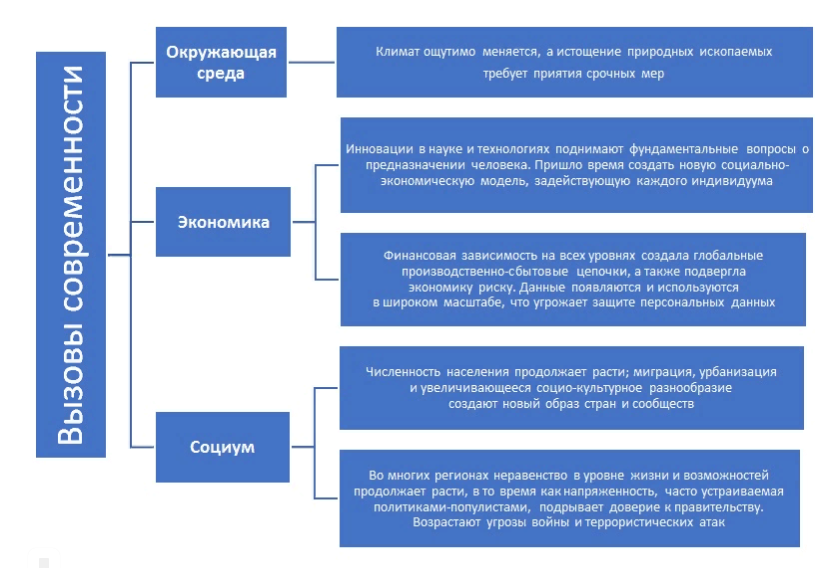 Вызовы современности
Окружающая
среда
Климат ощутимо меняется, а истощение природных ископаемых
требует приятия срочных мер
Экономика
Инновации в науке и технологиях поднимают фундаментальные вопросы о
предназначении человека. Пришло время создать новую социально-
экономическую модель, задействующую каждого индивидуума
Финансовая зависимость на всех уровнях создала глобальные
производственно-сбытовые цепочки, а также подвергла
экономику риску. Данные появляются и используются
в широком масштабе, что угрожает защите персональных данных
Социум
Численность населения продолжает расти; миграция, урбанизация
и увеличивающееся социо-культурное разнообразие
создают новый образ стран и сообществ
Во многих регионах неравенство в уровне жизни и возможностей
продолжает расти, в то время как напряженность, часто устраиваемая
политиками-популистами, подрывает доверие к правительству.
Возрастают угрозы войны и террористических атак